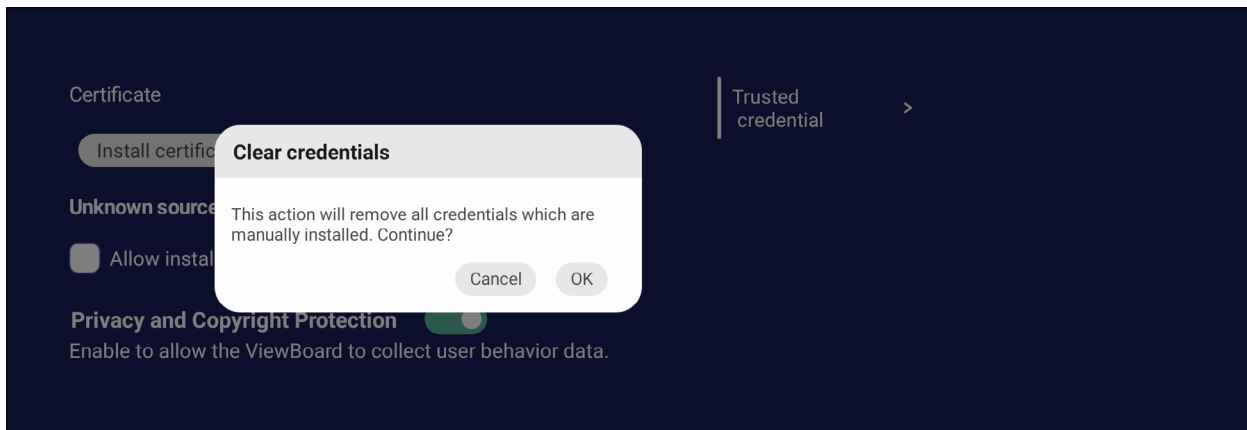 Certificate
Trusted
credential
Install certific
Clear credentials
Unknown source
This action will remove all credentials which are
manually installed. Continue?
Allow instal
Cancel
OK
Privacy and Copyright Protection
Enable to allow the ViewBoard to collect user behavior data.